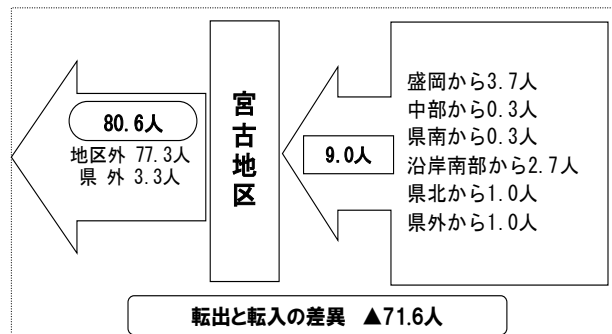 80.6人
地区外 77.3人
県 外 3.3人
宮古地区
9.0人
盛岡から3.7人
中部から0.3人
県南から0.3人
沿岸南部から2.7人
県北から1.0人
県外から1.0人
転出と転入の差異 ▲71.6人